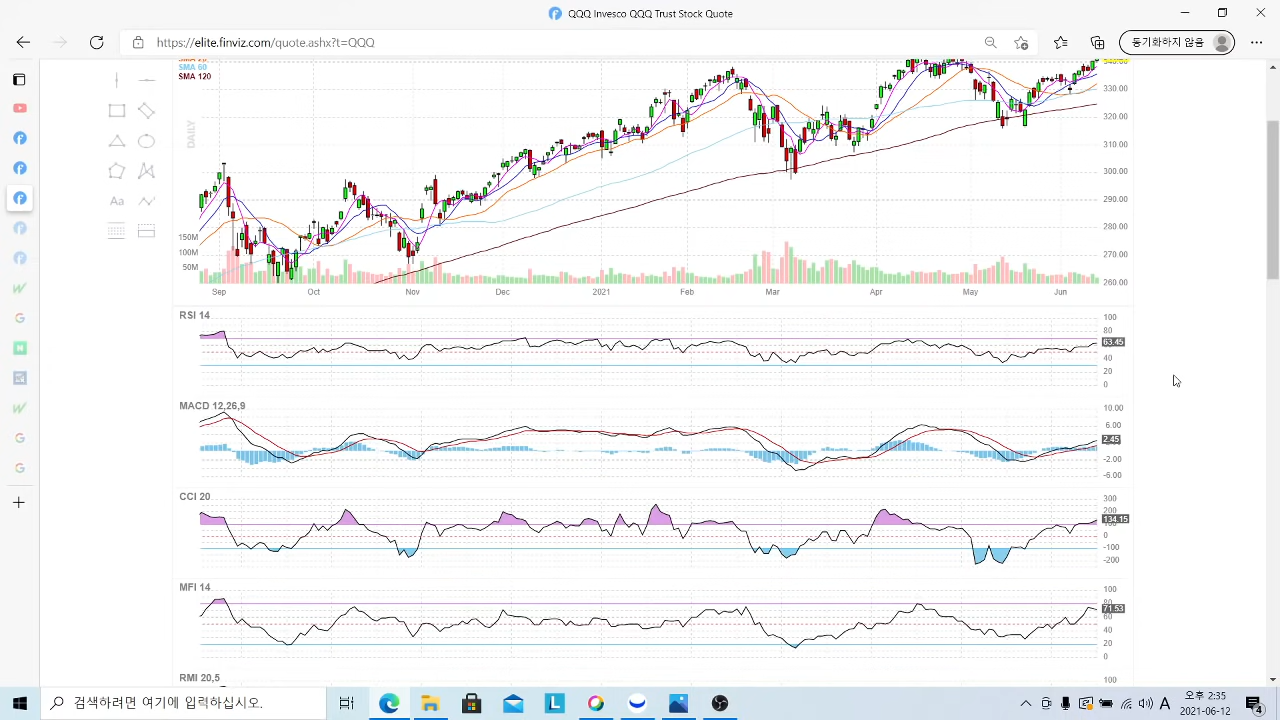 QQQ QQQ Trust Stock Quote
https://elite.finviz.com/quote.ashx?t=QQQ
동기화하지 않음
SMA 60
SMA 120
DAILY
Aa
330.00
320.00
310.00
300.00
290.00
280.00
270.00
260.00
150M
100M
50M
Sep Oct Nov Dec 2021 Feb Mar Apr May Jun
RSI 14
100
80
63.45
40
20
0
MACD 12,26,9
10.00
6.00
2.45
-2.00
-6.00
CCI 20
300
200
134.15
0
-100
-200
MFI 14
100
80
71.53
60
40
20
0
RMI 20,5
100
검색하려면 여기에 입력하십시오.
A
오후 3:35
2021-06-12
4